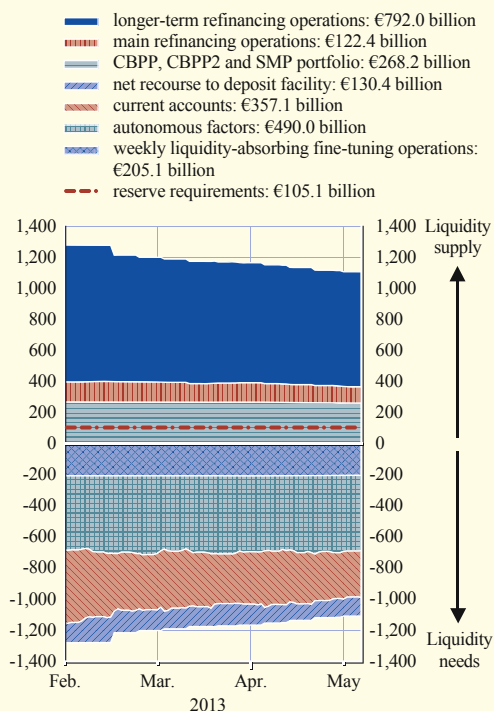 longer-term refinancing operations: €792.0 billion
main refinancing operations: €122.4 billion
CBPP, CBPP2 and SMP portfolio: €268.2 billion
net recourse to deposit facility: €130.4 billion
current accounts: €357.1 billion
autonomous factors: €490.0 billion
weekly liquidity-absorbing fine-tuning operations:
€205.1 billion
reserve requirements: €105.1 billion
1,400 1,400 Liquidity
supply
1,200 1,200
1,000 1,000
800 800
600 600
400 400
200 200
0 0
-200 -200
-400 -400
-600 -600
-800 -800
-1,000 -1,000
-1,200 -1,200 Liquidity
needs
-1,400 -1,400
Feb. Mar. Apr. May
2013